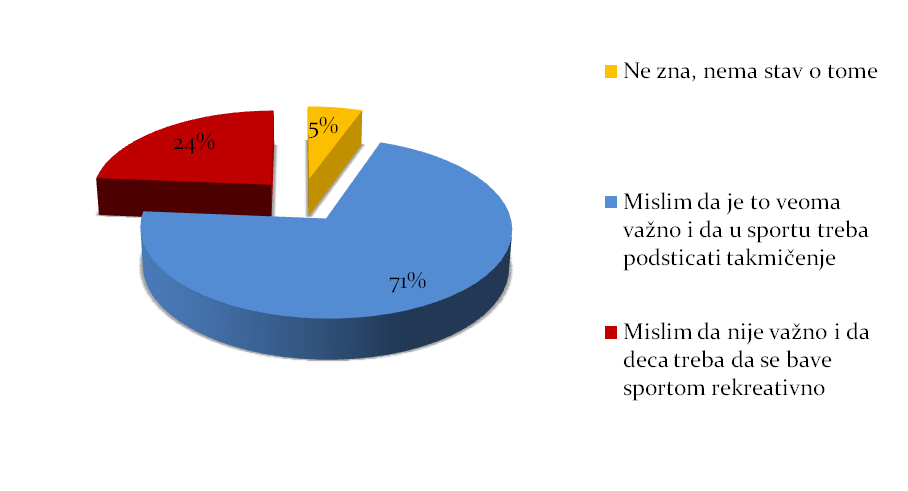 5%
24%
71%
Ne zna, nema stav o tome
Mislim da je to veoma
važno i da u sportu treba
podsticati takmičenje
Mislim da nije važno i da
deca treba da se bave
sportom rekreativno